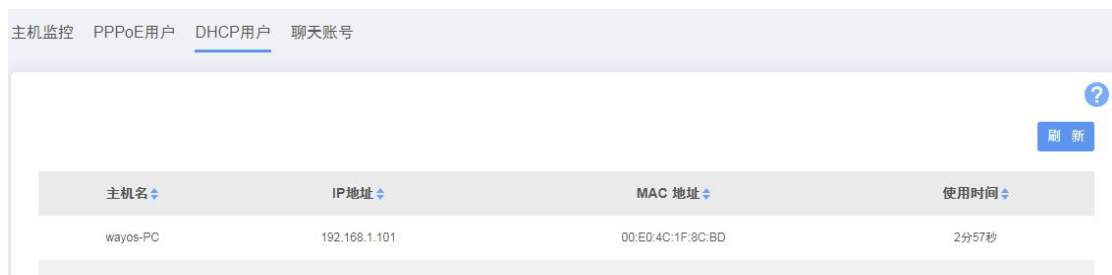 主机监控 PPPoE用户 DHCP用户 聊天账号
?
刷 新
主机名 IP地址 MAC 地址 使用时间
wayos-PC 192.168.1.101 00:E0:4C:1F:8C:BD 2分57秒